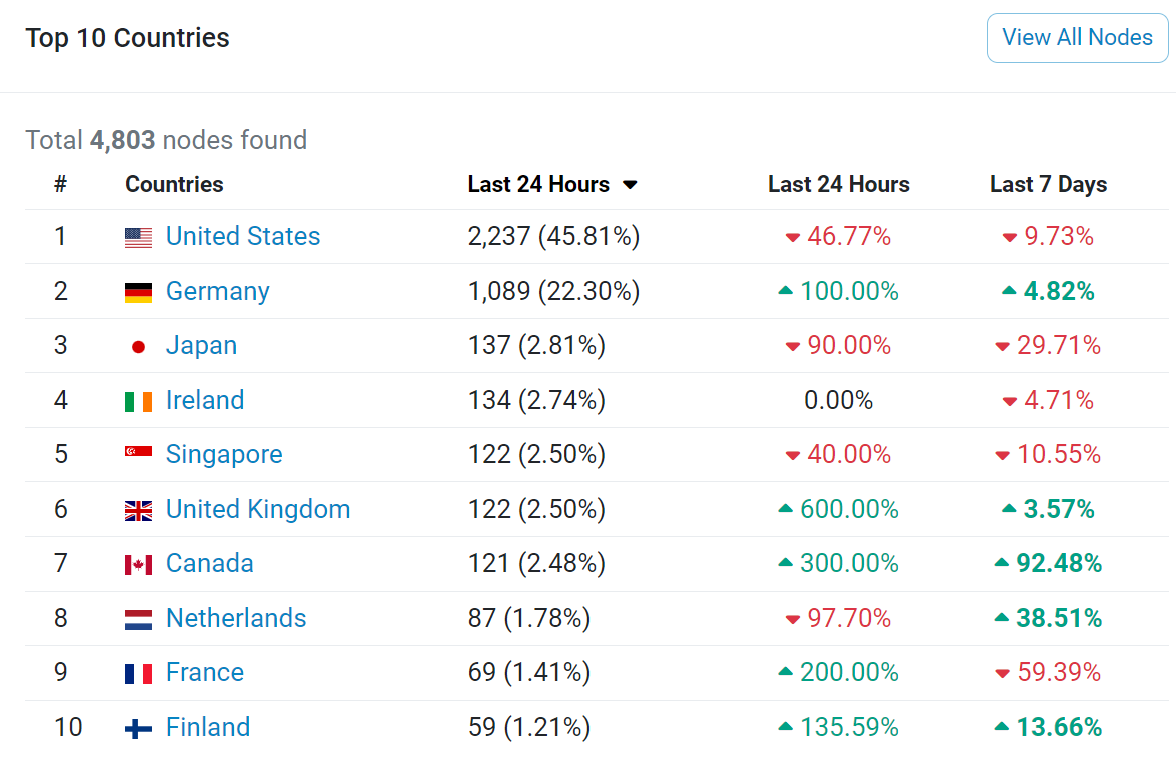 Top 10 Countries View All Nodes
Total 4,803 nodes found
# Countries Last 24 Hours Last 24 Hours Last 7 Days
1 United States 2,237 (45.81%) 46.77% 9.73%
2 Germany 1,089 (22.30%) 100.00% 4.82%
3 Japan 137 (2.81%) 90.00% 29.71%
4 Ireland 134 (2.74%) 0.00% 4.71%
5 Singapore 122 (2.50%) 40.00% 10.55%
6 United Kingdom 122 (2.50%) 600.00% 3.57%
7 Canada 121 (2.48%) 300.00% 92.48%
8 Netherlands 87 (1.78%) 97.70% 38.51%
9 France 69 (1.41%) 200.00% 59.39%
10 Finland 59 (1.21%) 135.59% 13.66%